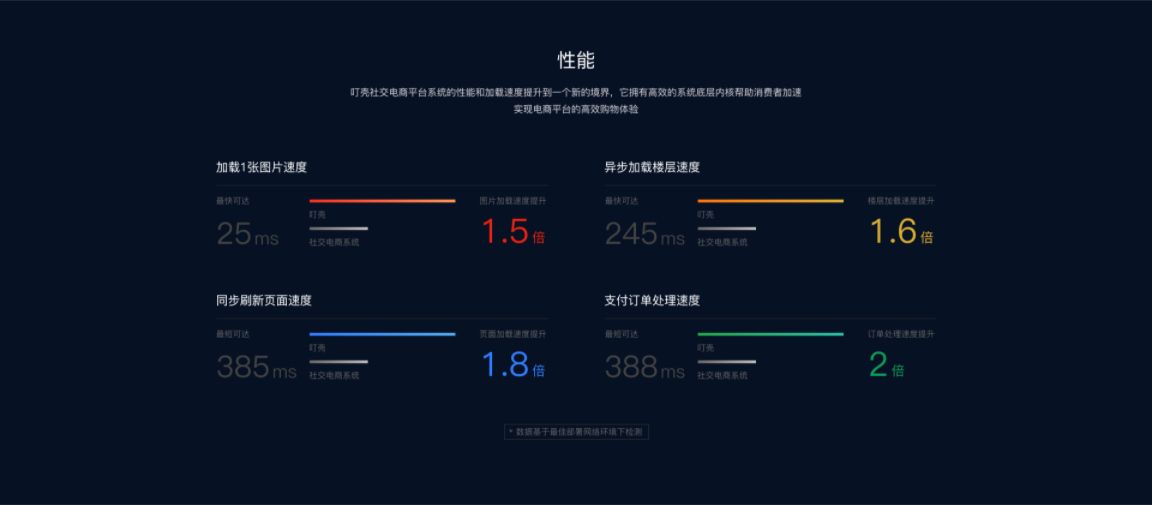 性能
叮壳社交电商平台系统的性能和加载速度提升到一个新的境界，它拥有高效的系统底层内核帮助消费者加速
实现电商平台的高效购物体验
加载1张图片速度
最快可达
25ms
叮壳
社交电商系统
图片加载速度提升
1.5倍
异步加载楼层速度
最快可达
245ms
叮壳
社交电商系统
楼层加载速度提升
1.6倍
同步刷新页面速度
最短可达
385ms
叮壳
社交电商系统
页面加载速度提升
1.8倍
支付订单处理速度
最短可达
388ms
叮壳
社交电商系统
订单处理速度提升
2倍
* 数据基于最佳部署网络环境下检测